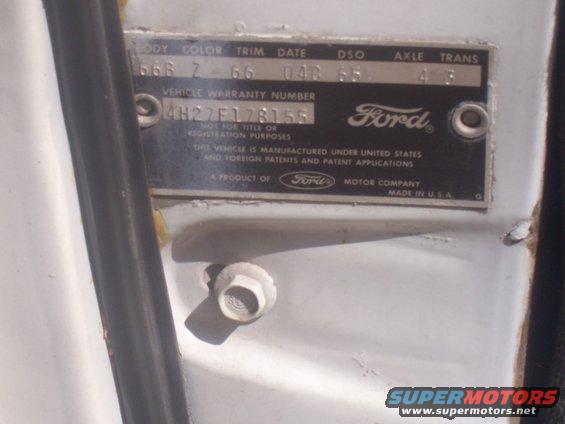 BODY COLOR TRIM DATE DSO AXLE TRANS
66B Z 66 04C 65 4 3
VEHICLE WARRANTY NUMBER
4H27F178155
NOT FOR TITLE OR
REGISTRATION PURPOSES
Ford
THIS VEHICLE IS MANUFACTURED UNDER UNITED STATES
AND FOREIGN PATENTS AND PATENT APPLICATIONS
A PRODUCT OF Ford MOTOR COMPANY
MADE IN U.S.A. G
SUPERMOTORS
www.supermotors.net